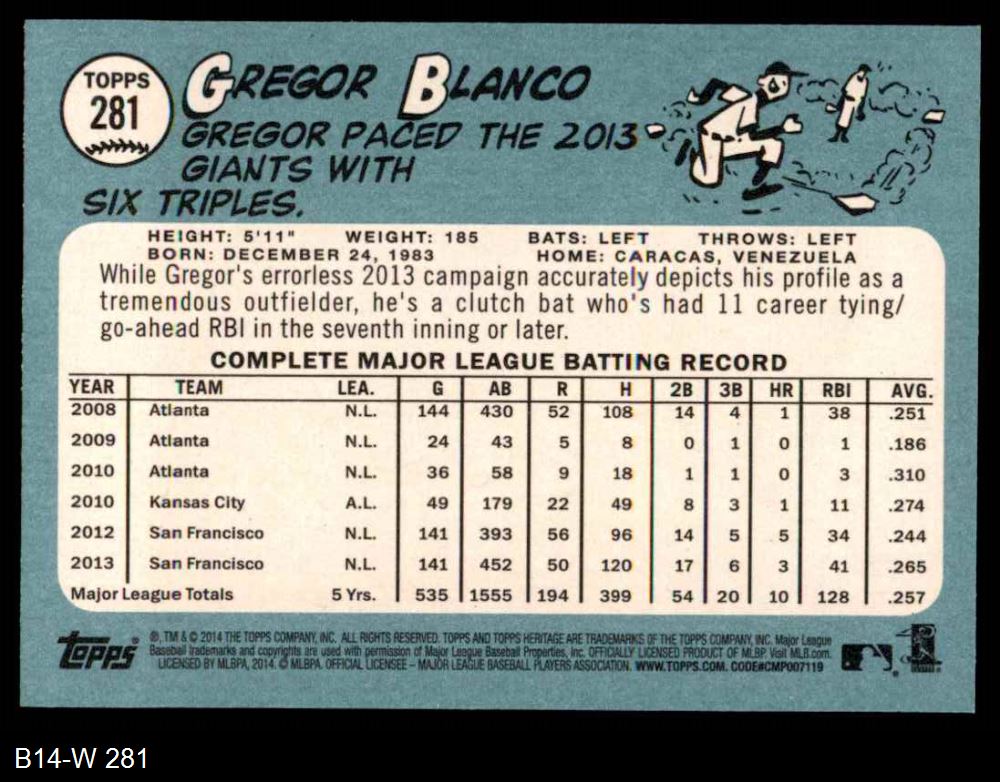 TOPPS
281
GREGOR BLANCO
GREGOR PACED THE 2013
GIANTS WITH
SIX TRIPLES.
HEIGHT: 5'11" WEIGHT: 185 BATS: LEFT THROWS: LEFT
BORN: DECEMBER 24, 1983 HOME: CARACAS, VENEZUELA
While Gregor's errorless 2013 campaign accurately depicts his profile as a
tremendous outfielder, he's a clutch bat who's had 11 career tying/
go-ahead RBI in the seventh inning or later.
COMPLETE MAJOR LEAGUE BATTING RECORD
YEAR TEAM LEA. G AB R H 2B 3B HR RBI AVG.
2008 Atlanta N.L. 144 430 52 108 14 4 1 38 .251
2009 Atlanta N.L. 24 43 5 8 0 1 0 1 .186
2010 Atlanta N.L. 36 58 9 18 1 1 0 3 .310
2010 Kansas City A.L. 49 179 22 49 8 3 1 11 .274
2012 San Francisco N.L. 141 393 56 96 14 5 5 34 .244
2013 San Francisco N.L. 141 452 50 120 17 6 3 41 .265
Major League Totals 5 Yrs. 535 1555 194 399 54 20 10 128 .257
topps ®, TM & © 2014 THE TOPPS COMPANY, INC. ALL RIGHTS RESERVED. TOPPS AND TOPPS HERITAGE ARE TRADEMARKS OF THE TOPPS COMPANY, INC. Major League
Baseball trademarks and copyrights are used with permission of Major League Baseball Properties, Inc. OFFICIALLY LICENSED PRODUCT OF MLBP. Visit MLB.com.
LICENSED BY MLBPA, 2014. © MLBPA. OFFICIAL LICENSEE – MAJOR LEAGUE BASEBALL PLAYERS ASSOCIATION. WWW.TOPPS.COM. CODE#CMP007119
B14-W 281